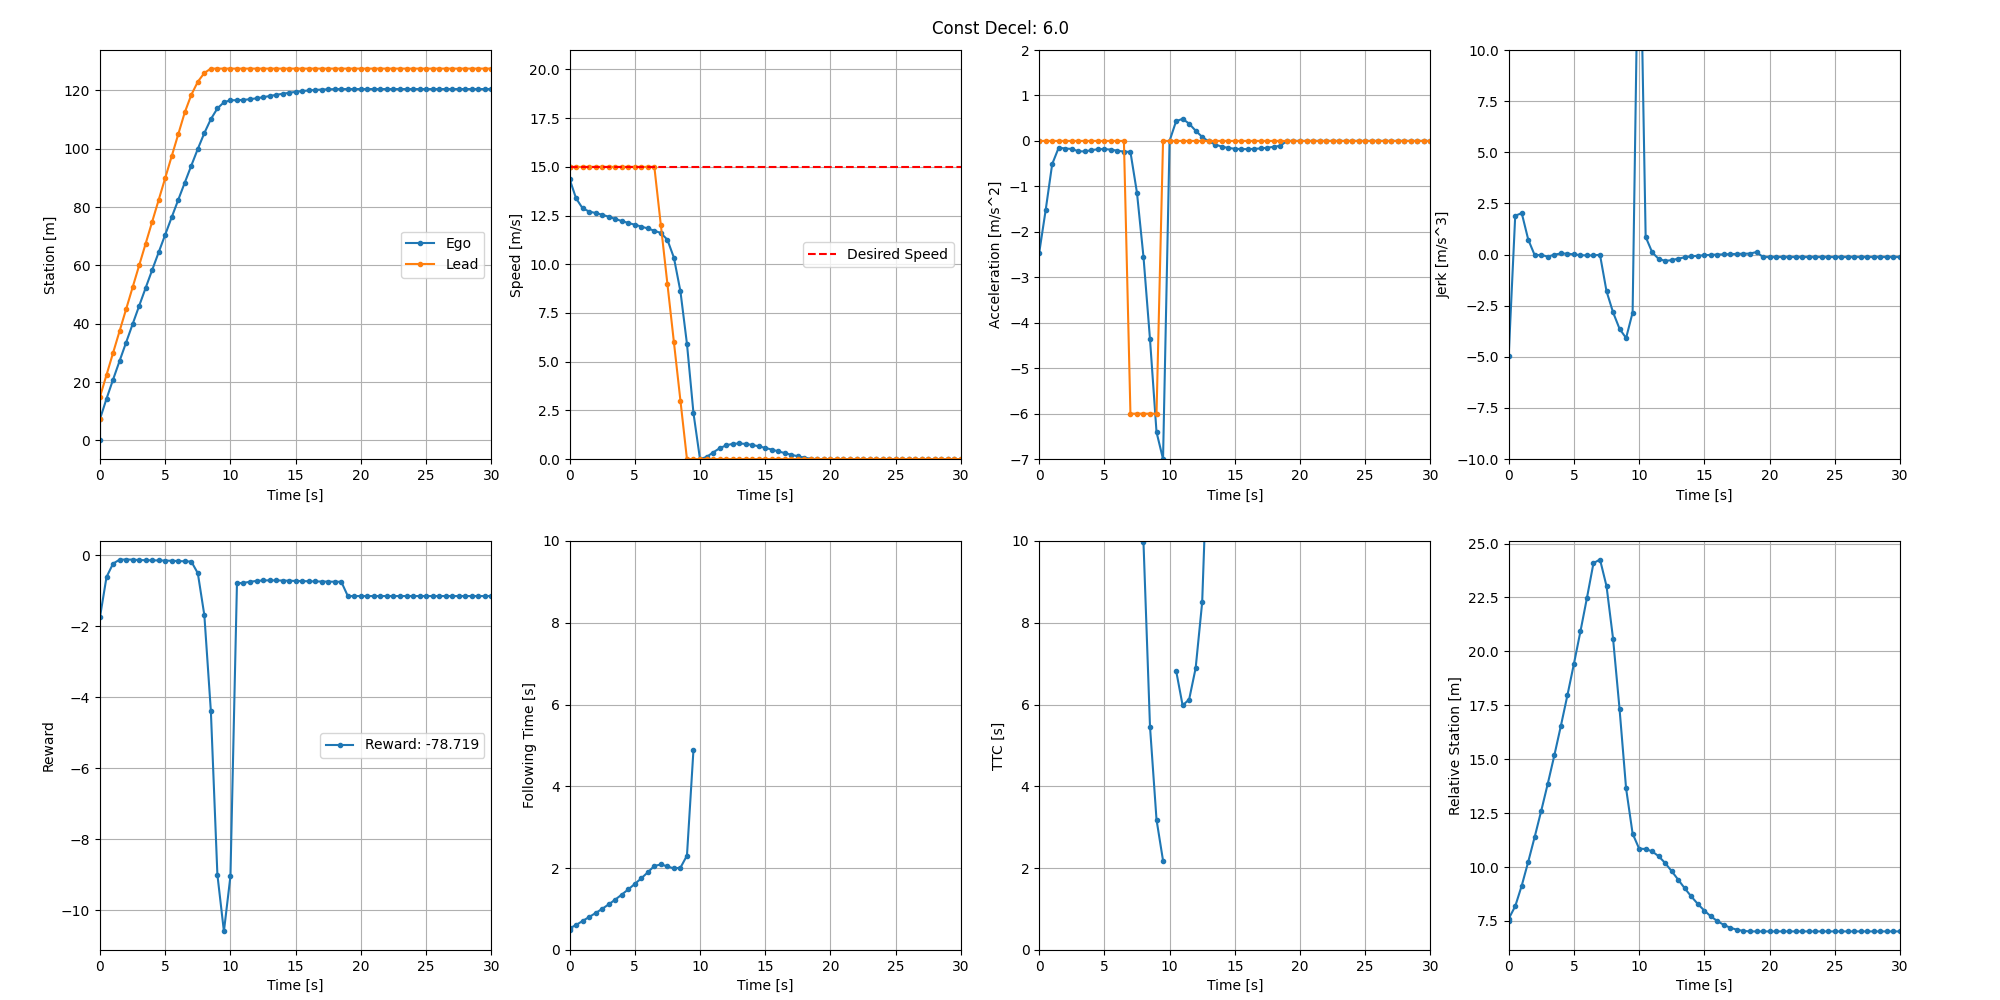 Const Decel: 6.0
Station [m]
120
100
80
60
40
20
0
Ego
Lead
0 5 10 15 20 25 30
Time [s]
Speed [m/s]
20.0
17.5
15.0
12.5
10.0
7.5
5.0
2.5
0.0
Desired Speed
0 5 10 15 20 25 30
Time [s]
Acceleration [m/s^2]
2
1
0
−1
−2
−3
−4
−5
−6
−7
0 5 10 15 20 25 30
Time [s]
Jerk [m/s^3]
10.0
7.5
5.0
2.5
0.0
−2.5
−5.0
−7.5
−10.0
0 5 10 15 20 25 30
Time [s]
Reward
0
−2
−4
−6
−8
−10
Reward: -78.719
0 5 10 15 20 25 30
Time [s]
Following Time [s]
10
8
6
4
2
0
0 5 10 15 20 25 30
Time [s]
TTC [s]
10
8
6
4
2
0
0 5 10 15 20 25 30
Time [s]
Relative Station [m]
25.0
22.5
20.0
17.5
15.0
12.5
10.0
7.5
0 5 10 15 20 25 30
Time [s]